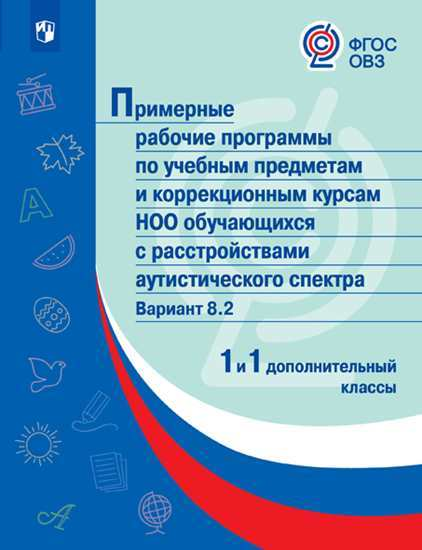 ФГОС
ОВЗ
Примерные
рабочие программы
по учебным предметам
и коррекционным курсам
НОО обучающихся
с расстройствами
аутистического спектра
Вариант 8.2
1 и 1 дополнительный
классы
А
А